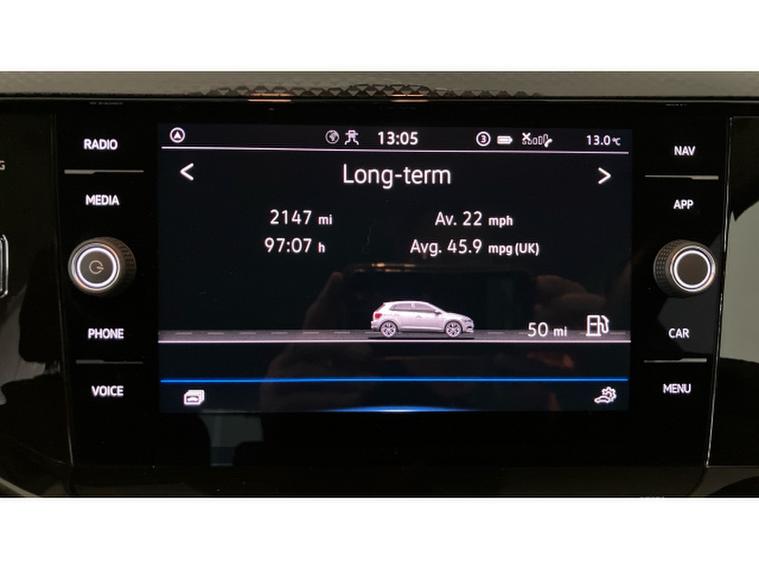 13:05
3
13.0°C
RADIO
NAV
G
< Long-term >
MEDIA
APP
2147 mi
Av. 22 mph
97:07 h
Avg. 45.9 mpg (UK)
PHONE
50 mi
CAR
VOICE
MENU